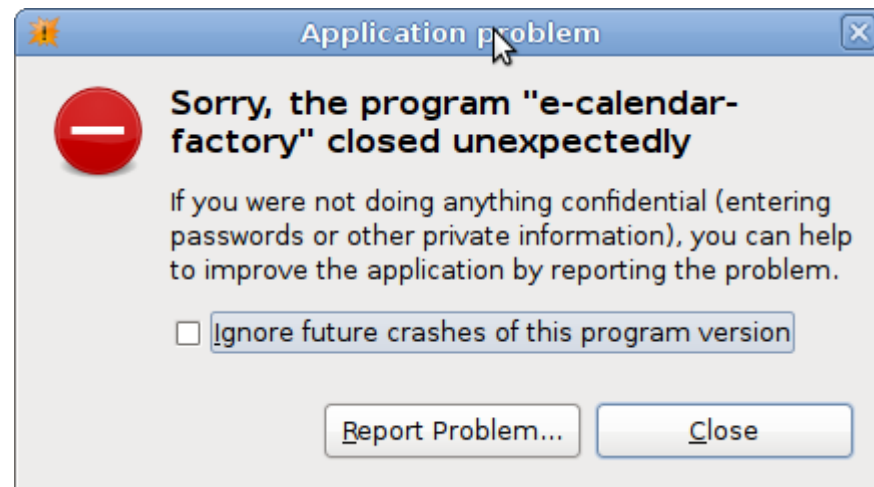 Application problem
Sorry, the program "e-calendar-
factory" closed unexpectedly
If you were not doing anything confidential (entering
passwords or other private information), you can help
to improve the application by reporting the problem.
Ignore future crashes of this program version
Report Problem... Close